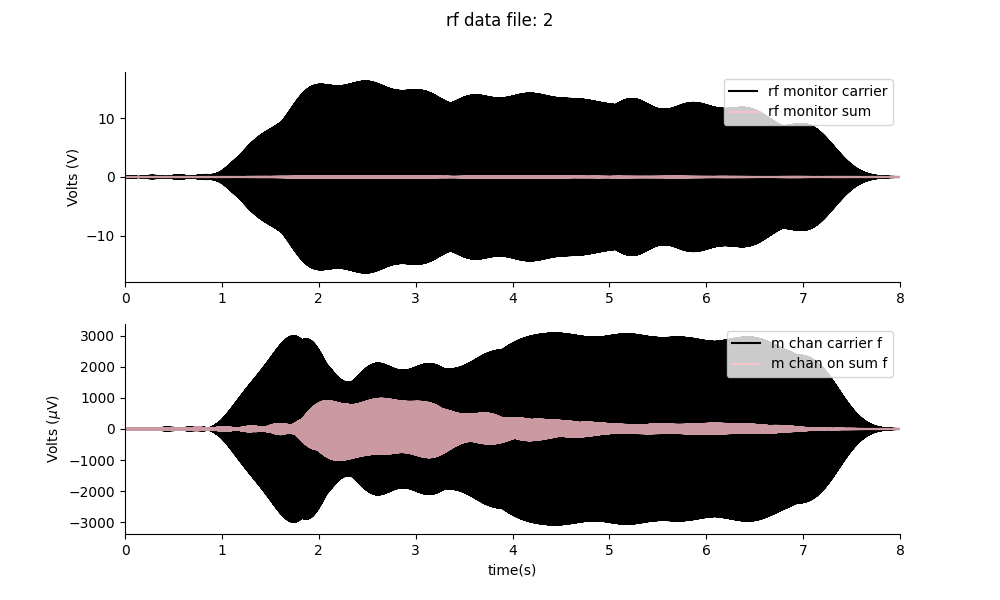 rf data file: 2
rf monitor carrier
rf monitor sum
10
0
−10
Volts (V)
0 1 2 3 4 5 6 7 8
m chan carrier f
m chan on sum f
3000
2000
1000
0
−1000
−2000
−3000
Volts (μV)
0 1 2 3 4 5 6 7 8
time(s)